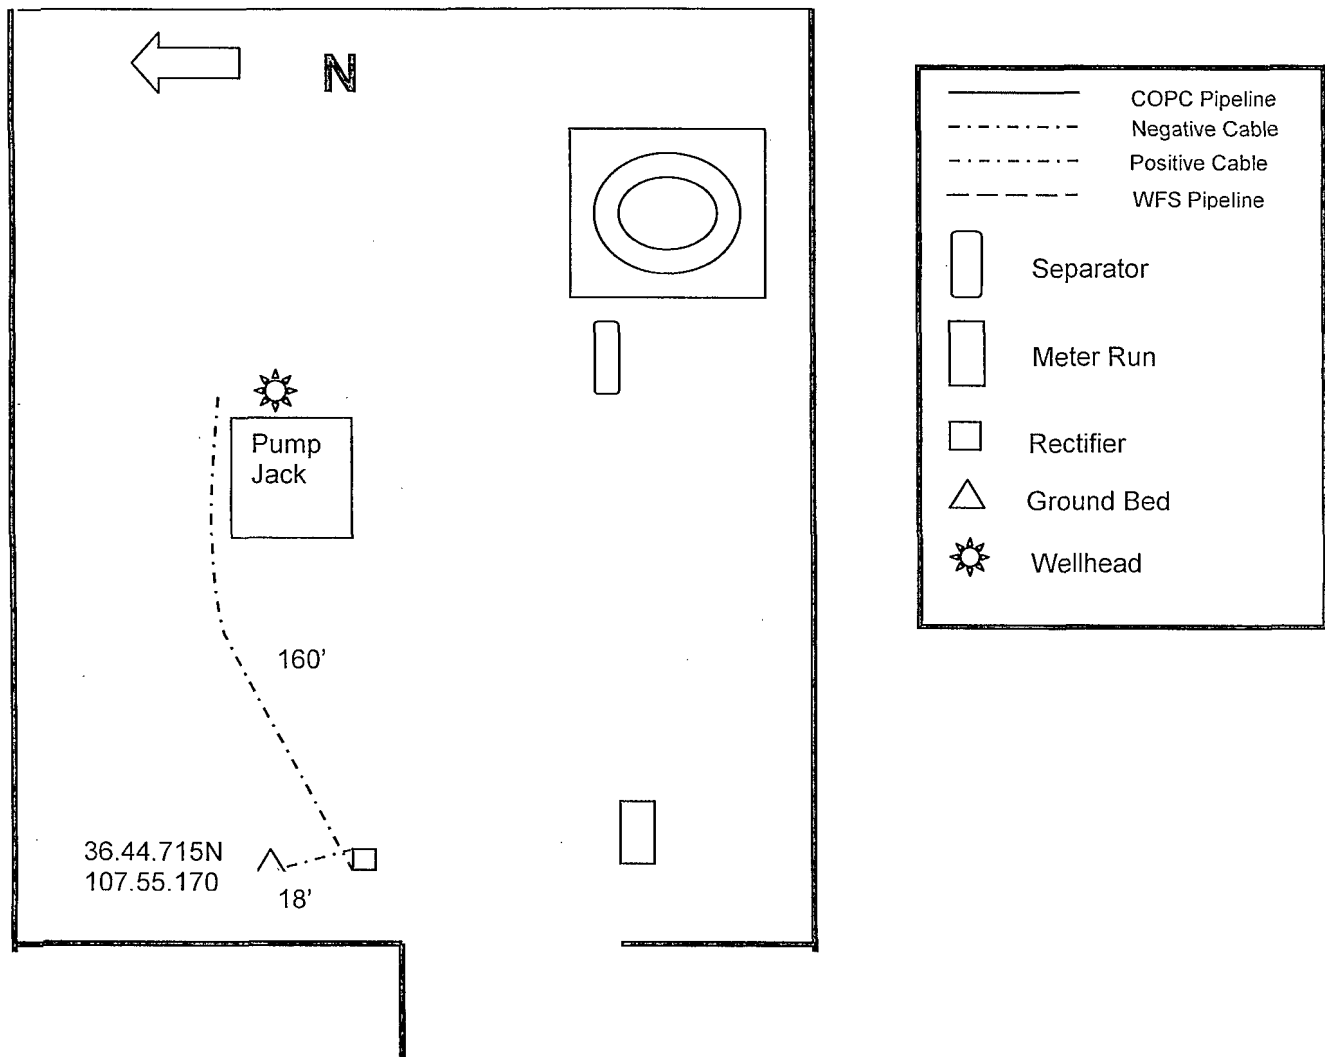 N
COPC Pipeline
Negative Cable
Positive Cable
WFS Pipeline
Separator
Meter Run
Rectifier
Ground Bed
Wellhead
Pump
Jack
160'
36.44.715N
107.55.170
18'